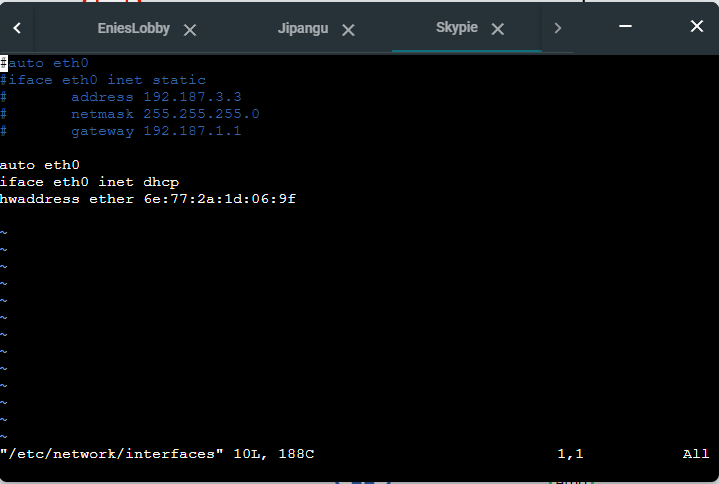 EniesLobby Jipangu Skypie
#auto eth0
#iface eth0 inet static
#       address 192.187.3.3
#       netmask 255.255.255.0
#       gateway 192.187.1.1
auto eth0
iface eth0 inet dhcp
hwaddress ether 6e:77:2a:1d:06:9f
~
~
~
~
~
~
~
~
~
~
~
~
~
"/etc/network/interfaces" 10L, 188C 1,1 All